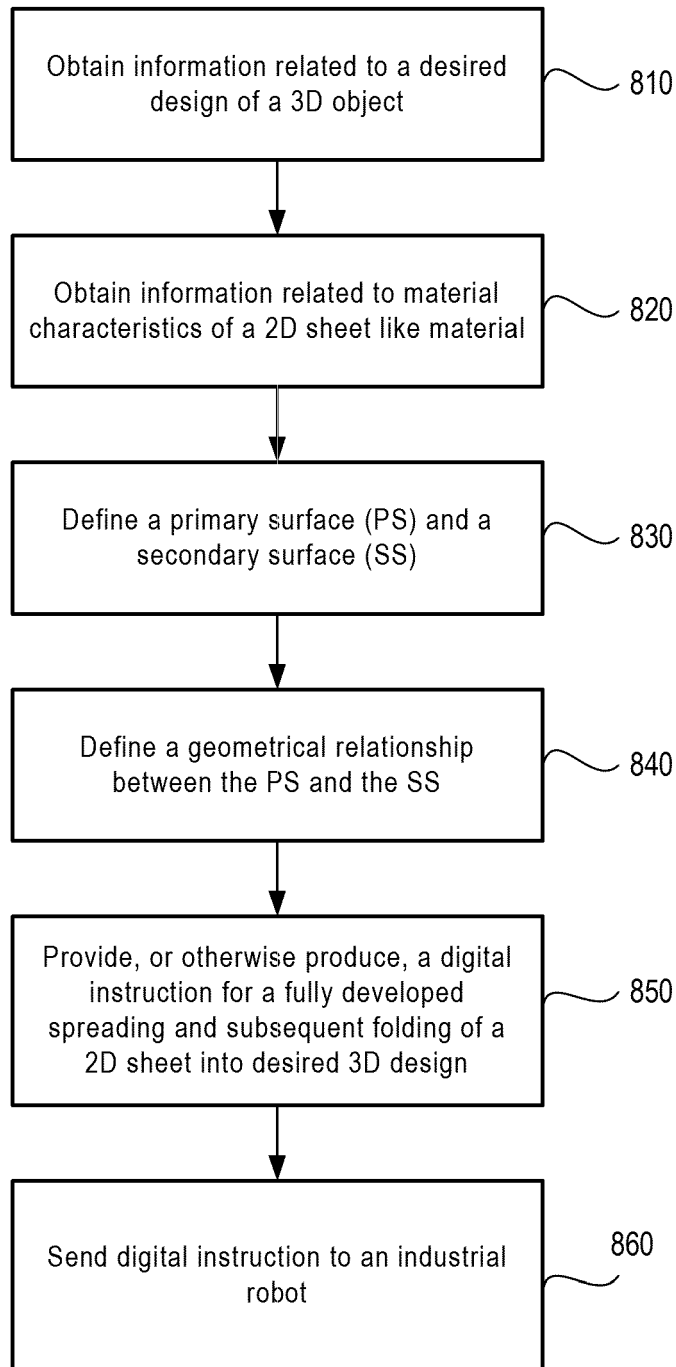 Obtain information related to a desired
design of a 3D object
810
Obtain information related to material
characteristics of a 2D sheet like material
820
Define a primary surface (PS) and a
secondary surface (SS)
830
Define a geometrical relationship
between the PS and the SS
840
Provide, or otherwise produce, a digital
instruction for a fully developed
spreading and subsequent folding of a
2D sheet into desired 3D design
850
Send digital instruction to an industrial
robot
860